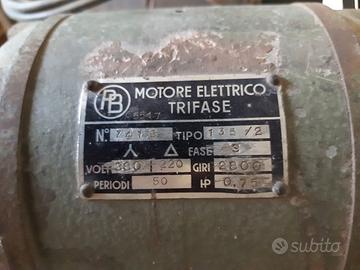 PB MOTORE ELETTRICO
TRIFASE
5547
N° TIPO 135/2
FASE 3
VOLT 380 220 GIRI 2800
PERIODI 50 HP 0,75
subito